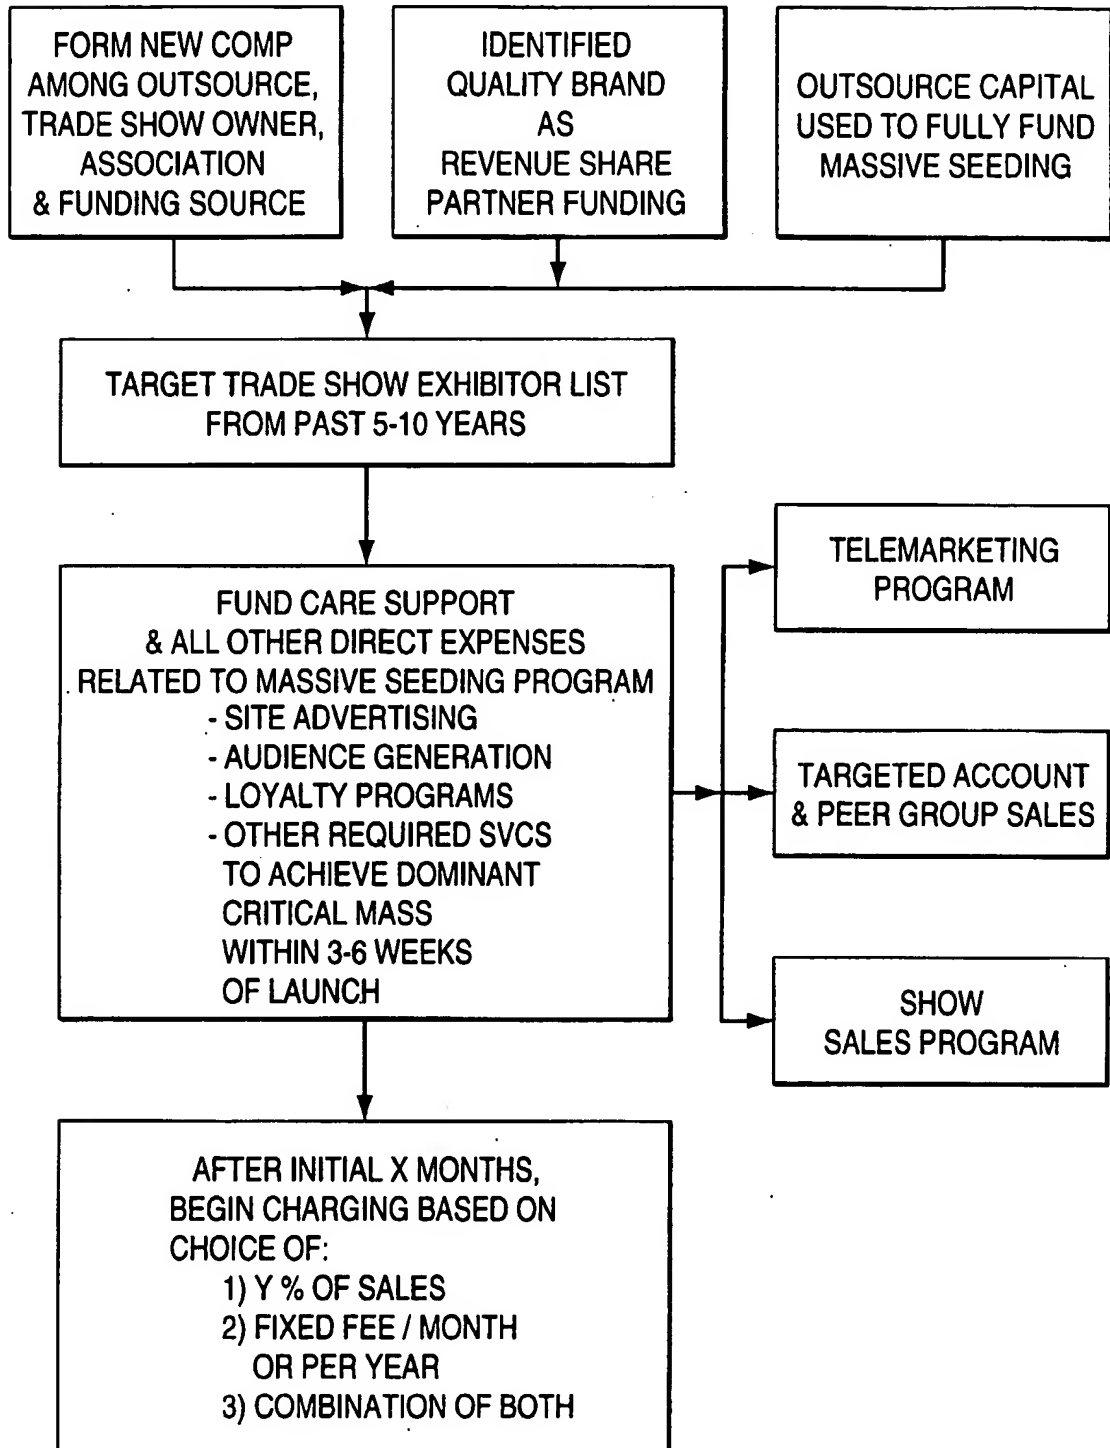 FORM NEW COMP
AMONG OUTSOURCE,
TRADE SHOW OWNER,
ASSOCIATION
& FUNDING SOURCE
IDENTIFIED
QUALITY BRAND
AS
REVENUE SHARE
PARTNER FUNDING
OUTSOURCE CAPITAL
USED TO FULLY FUND
MASSIVE SEEDING
TARGET TRADE SHOW EXHIBITOR LIST
FROM PAST 5-10 YEARS
FUND CARE SUPPORT
& ALL OTHER DIRECT EXPENSES
RELATED TO MASSIVE SEEDING PROGRAM
- SITE ADVERTISING
- AUDIENCE GENERATION
- LOYALTY PROGRAMS
- OTHER REQUIRED SVCS
TO ACHIEVE DOMINANT
CRITICAL MASS
WITHIN 3-6 WEEKS
OF LAUNCH
TELEMARKETING
PROGRAM
TARGETED ACCOUNT
& PEER GROUP SALES
SHOW
SALES PROGRAM
AFTER INITIAL X MONTHS,
BEGIN CHARGING BASED ON
CHOICE OF:
1) Y % OF SALES
2) FIXED FEE / MONTH
OR PER YEAR
3) COMBINATION OF BOTH